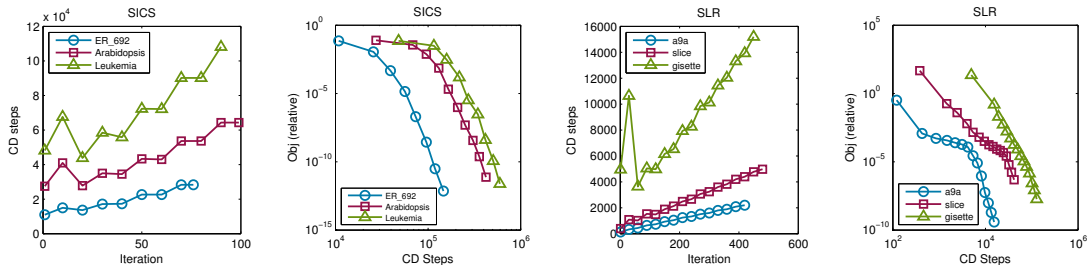 SICS
x 10^4
12
10
8
6
4
2
0
0
50
100
CD steps
Iteration
ER_692
Arabidopsis
Leukemia
SICS
10^0
10^-5
10^-10
10^-15
10^4
10^5
10^6
Obj (relative)
CD Steps
ER_692
Arabidopsis
Leukemia
SLR
16000
14000
12000
10000
8000
6000
4000
2000
0
0
200
400
600
CD steps
Iteration
a9a
slice
gisette
SLR
10^5
10^0
10^-5
10^-10
10^2
10^4
10^6
Obj (relative)
CD Steps
a9a
slice
gisette